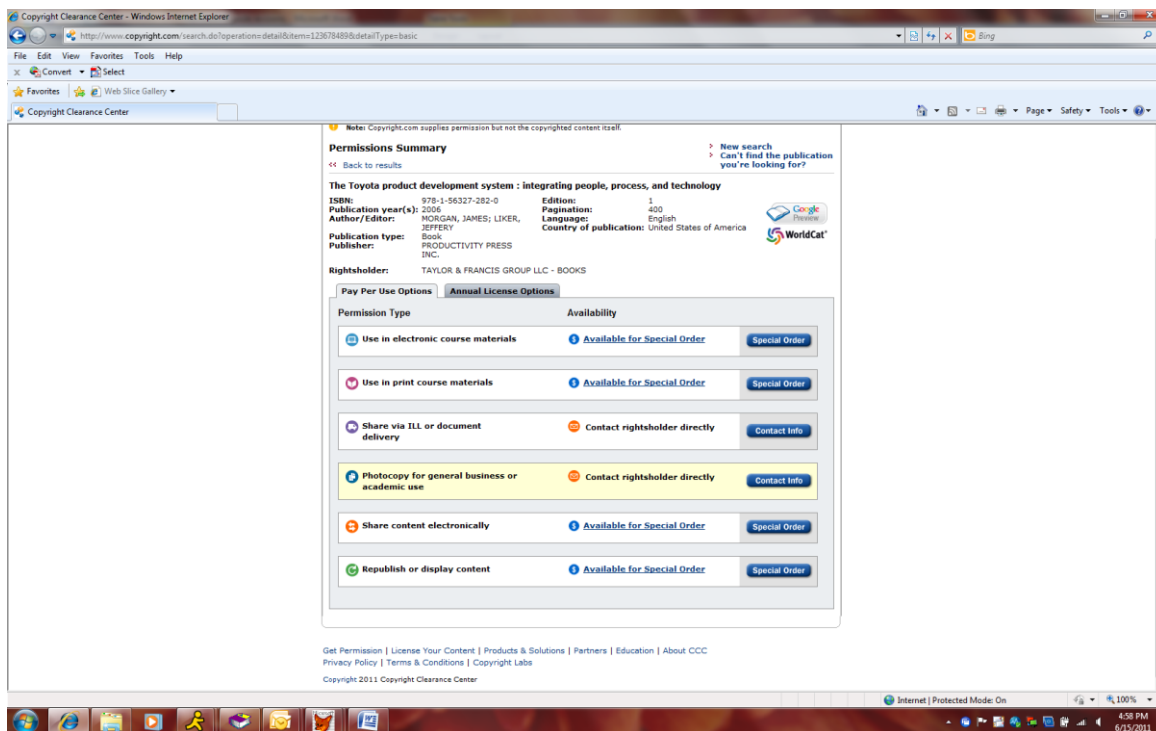 Copyright Clearance Center - Windows Internet Explorer
http://www.copyright.com/search.do?operation=detail&item=123678489&detailType=basic
Bing
File Edit View Favorites Tools Help
x Convert Select
Favorites Web Slice Gallery
Copyright Clearance Center
Page Safety Tools
Note: Copyright.com supplies permission but not the copyrighted content itself.
Permissions Summary
New search
Can't find the publication
you're looking for?
<< Back to results
The Toyota product development system : integrating people, process, and technology
ISBN: 978-1-56327-282-0 Edition: 1
Publication year(s): 2006 Pagination: 400
Author/Editor: MORGAN, JAMES; LIKER, Language: English
JEFFERY Country of publication: United States of America
Publication type: Book
Publisher: PRODUCTIVITY PRESS
INC.
Google
Preview
WorldCat
Rightsholder: TAYLOR & FRANCIS GROUP LLC - BOOKS
Pay Per Use Options Annual License Options
Permission Type Availability
Use in electronic course materials Available for Special Order Special Order
Use in print course materials Available for Special Order Special Order
Share via ILL or document
delivery Contact rightsholder directly Contact Info
Photocopy for general business or
academic use Contact rightsholder directly Contact Info
Share content electronically Available for Special Order Special Order
Republish or display content Available for Special Order Special Order
Get Permission | License Your Content | Products & Solutions | Partners | Education | About CCC
Privacy Policy | Terms & Conditions | Copyright Labs
Copyright 2011 Copyright Clearance Center
Internet | Protected Mode: On 100%
4:58 PM
6/15/2011